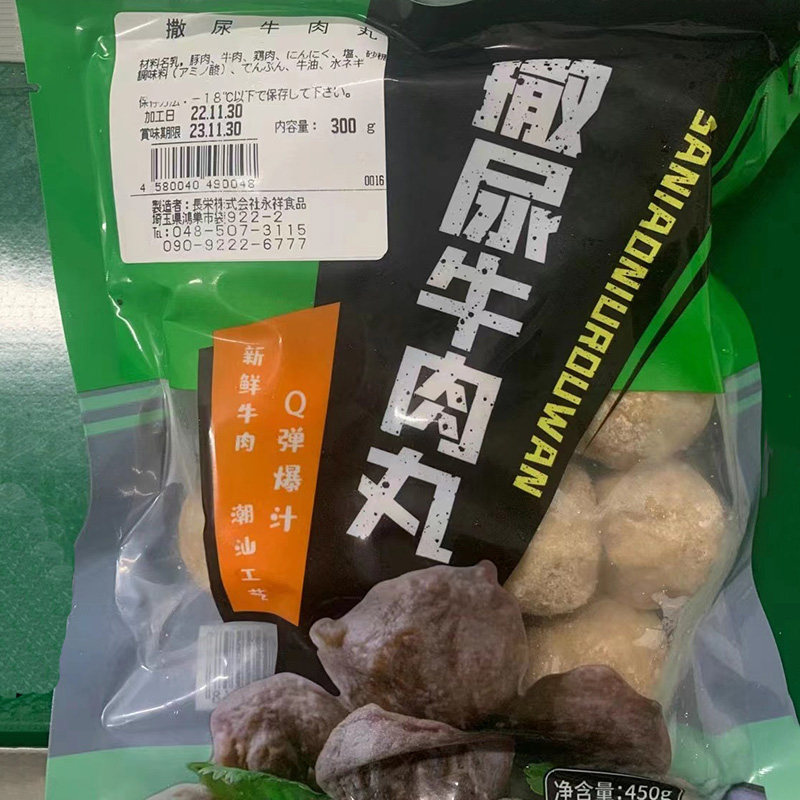 撒尿牛肉丸
材料名乳。豚肉、牛肉、鶏肉、にんにく、塩、砂糖
調味料（アミノ酸）、でんぷん、牛油、水ネギ
保存方法：－18℃以下で保存して下さい。
加工日 22.11.30
賞味期限 23.11.30 内容量： 300 g
4 580040 490048 0016
製造者：長栄株式会社永祥食品
埼玉県鴻巣市袋922-2
℡：048-507-3115
090-9222-6777
撒尿牛肉丸
SANIAONIUROUWAN
Q弹爆汁
新鲜牛肉 潮汕工艺
净含量：450g